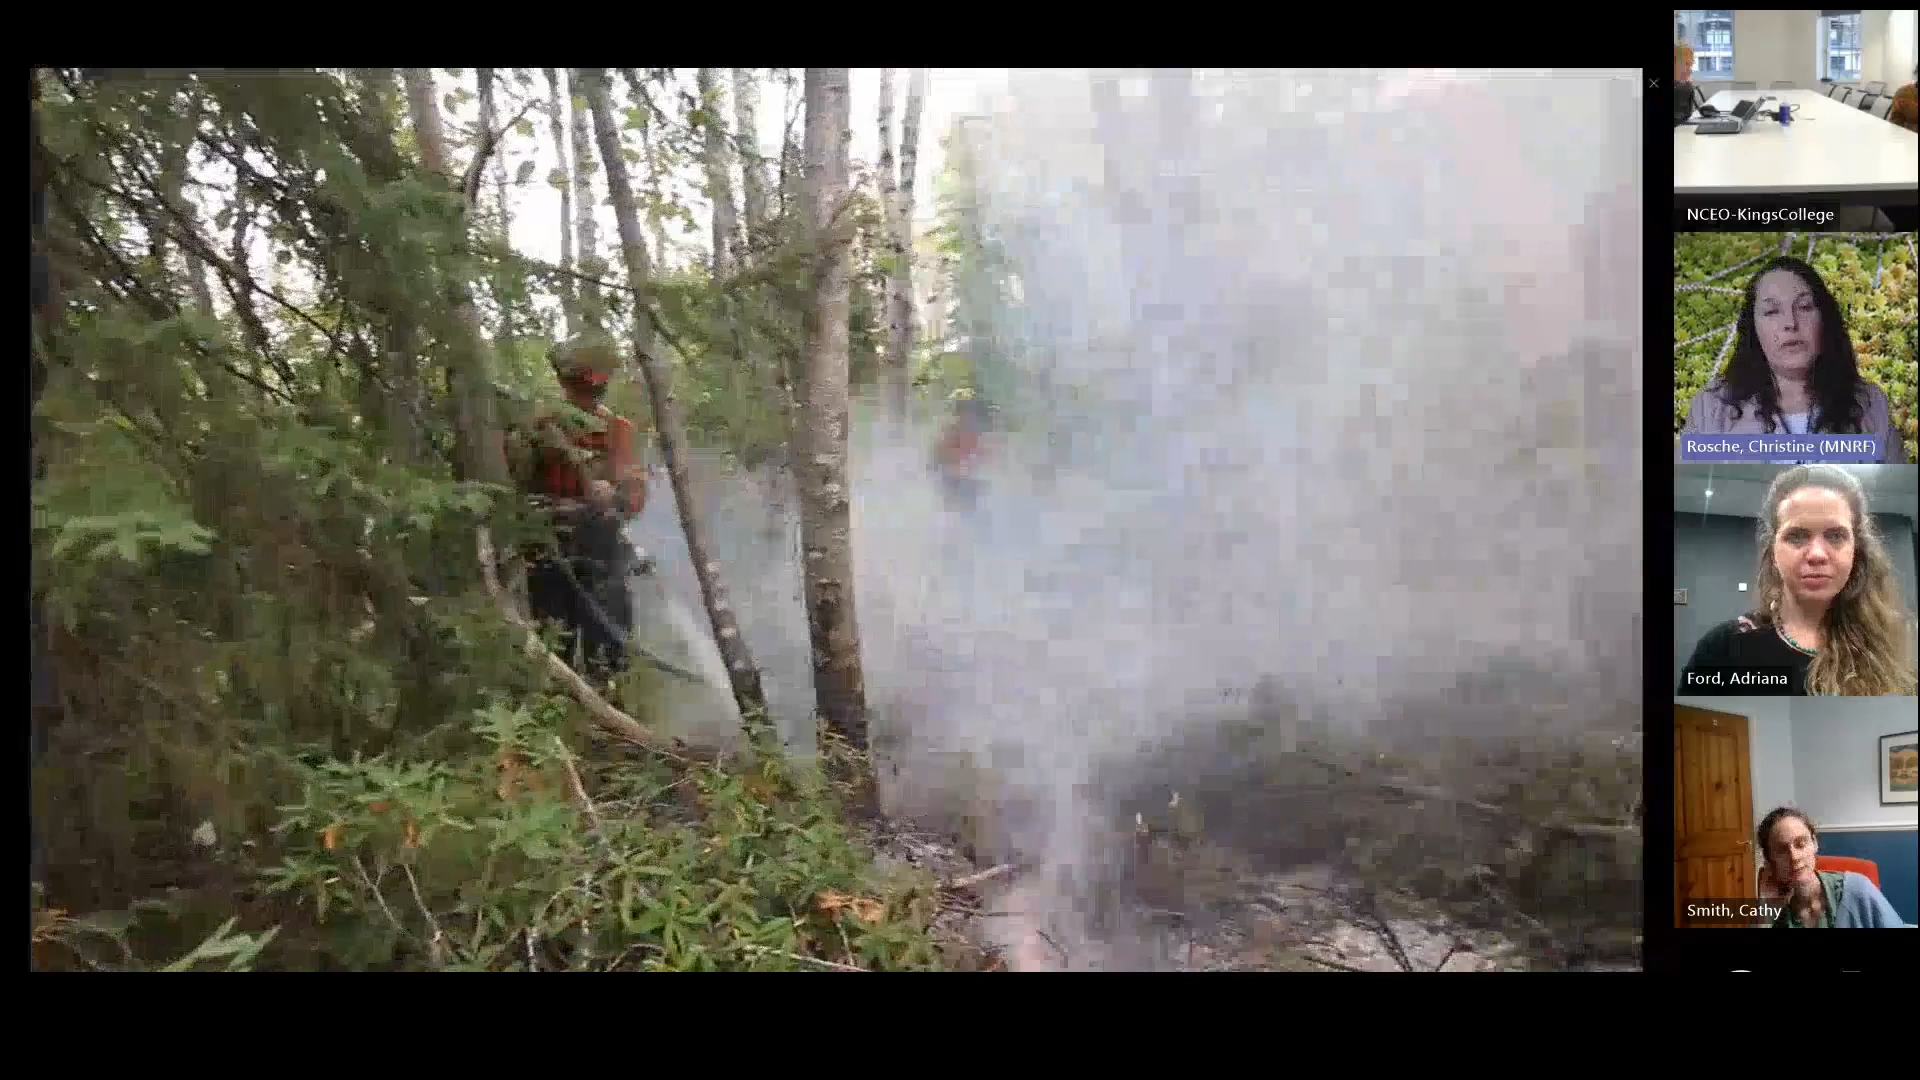 NCEO-KingsCollege
Rosche, Christine (MNRF)
Ford, Adriana
Smith, Cathy